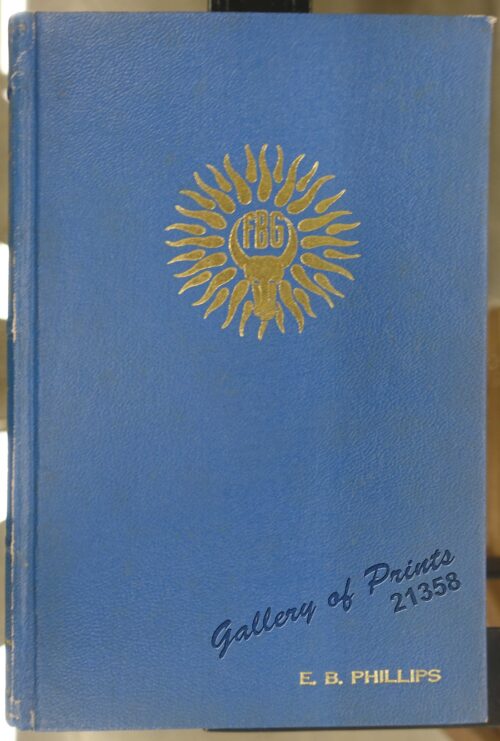 FBG
Gallery of Prints
21358
E. B. PHILLIPS